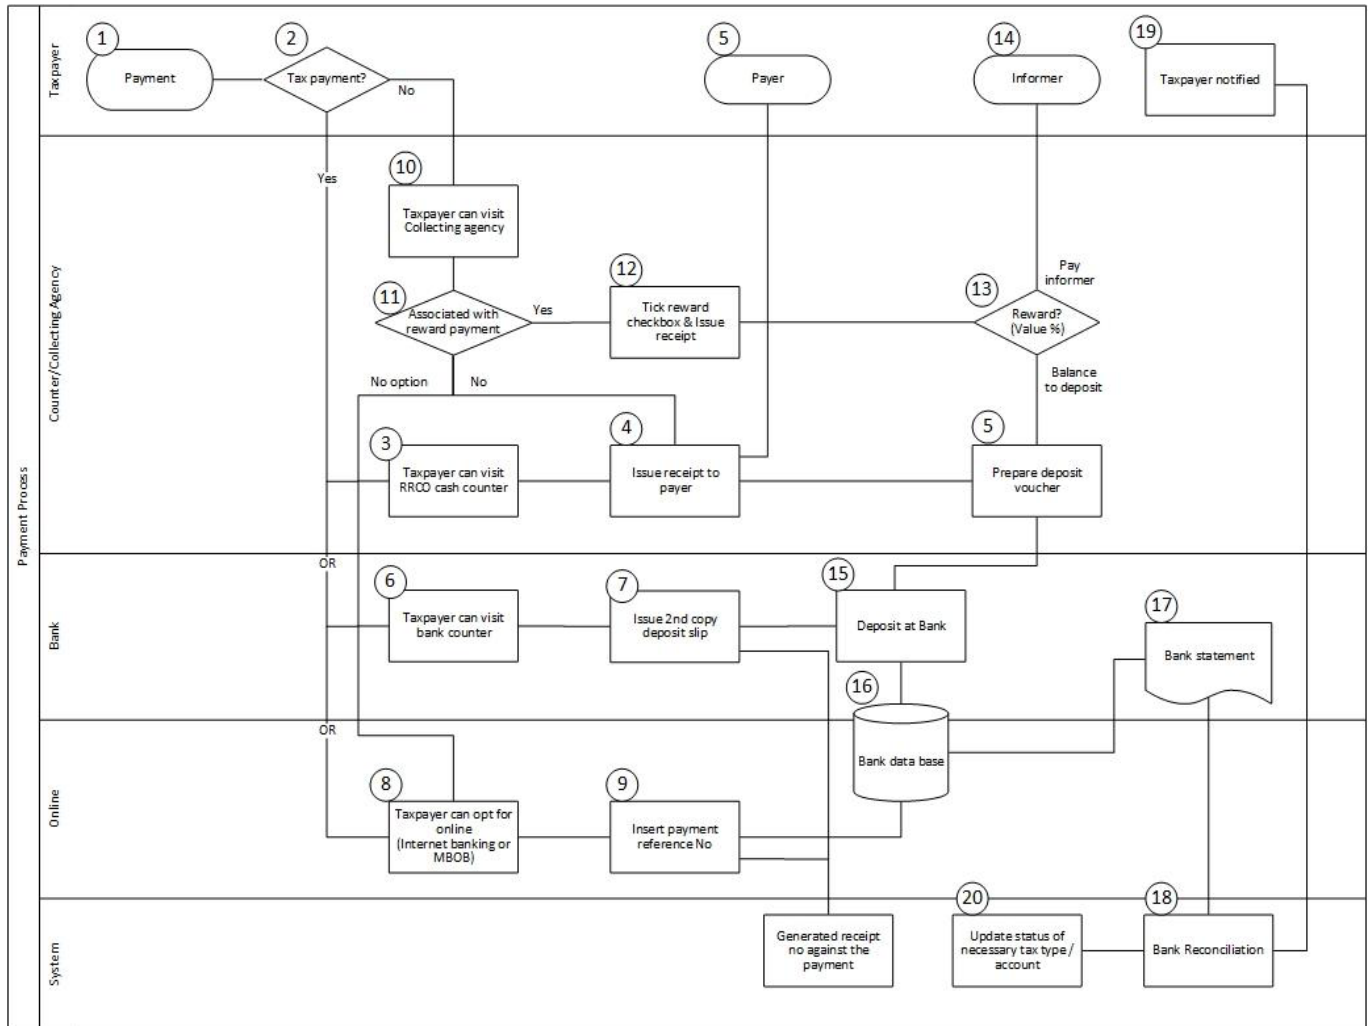 Payment Process
Taxpayer
1
Payment
2
Tax payment?
No
5
Payer
14
Informer
19
Taxpayer notified
Counter/Collecting Agency
Yes
10
Taxpayer can visit
Collecting agency
11
Associated with
reward payment
Yes
12
Tick reward
checkbox & Issue
receipt
Pay
informer
13
Reward?
(Value %)
Balance
to deposit
No option
No
3
Taxpayer can visit
RRCO cash counter
4
Issue receipt to
payer
5
Prepare deposit
voucher
Bank
OR
6
Taxpayer can visit
bank counter
7
Issue 2nd copy
deposit slip
15
Deposit at Bank
17
Bank statement
16
Bank data base
Online
OR
8
Taxpayer can opt for
online
(Internet banking or
MBOB)
9
Insert payment
reference No
System
Generated receipt
no against the
payment
20
Update status of
necessary tax type /
account
18
Bank Reconciliation